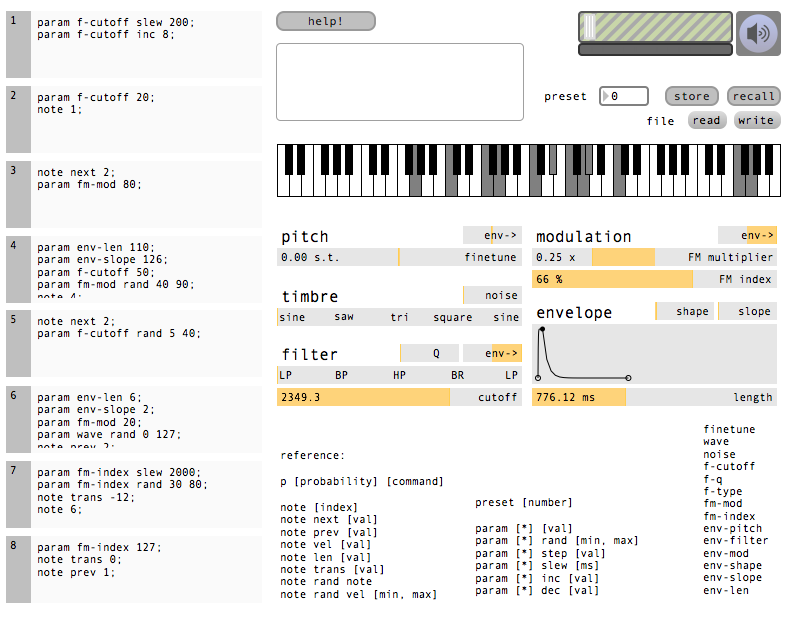 1
param f-cutoff slew 200;
param f-cutoff inc 8;
2
param f-cutoff 20;
note 1;
3
note next 2;
param fm-mod 80;
4
param env-len 110;
param env-slope 126;
param f-cutoff 50;
param fm-mod rand 40 90;
note 4;
5
note next 2;
param f-cutoff rand 5 40;
6
param env-len 6;
param env-slope 2;
param fm-mod 20;
param wave rand 0 127;
note prev 2;
7
param fm-index slew 2000;
param fm-index rand 30 80;
note trans -12;
note 6;
8
param fm-index 127;
note trans 0;
note prev 1;
help!
preset 0 store recall
file read write
pitch env->
0.00 s.t. finetune
timbre noise
sine saw tri square sine
filter Q env->
LP BP HP BR LP
2349.3 cutoff
modulation env->
0.25 x FM multiplier
66 % FM index
envelope shape slope
776.12 ms length
reference:
p [probability] [command]
note [index]
note next [val]
note prev [val]
note vel [val]
note len [val]
note trans [val]
note rand note
note rand vel [min, max]
preset [number]
param [*] [val]
param [*] rand [min, max]
param [*] step [val]
param [*] slew [ms]
param [*] inc [val]
param [*] dec [val]
finetune
wave
noise
f-cutoff
f-q
f-type
fm-mod
fm-index
env-pitch
env-filter
env-mod
env-shape
env-slope
env-len